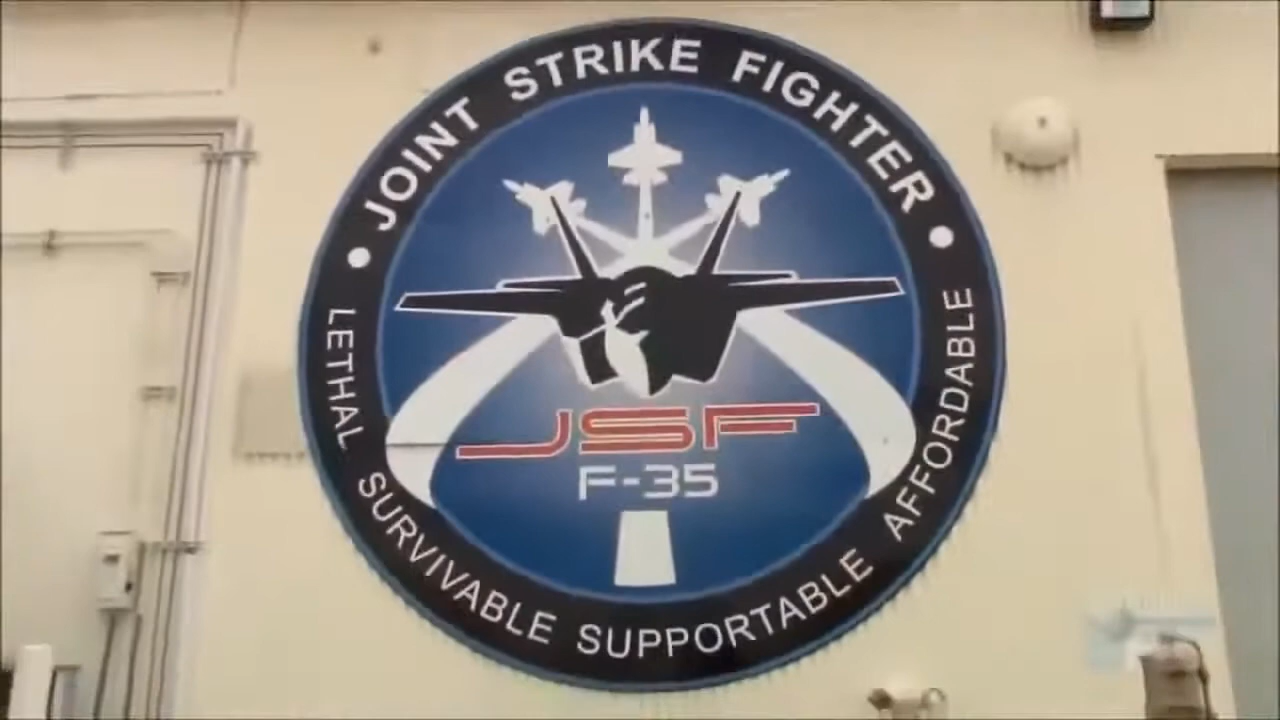 JOINT STRIKE FIGHTER
JSF
F-35
LETHAL SURVIVABLE SUPPORTABLE AFFORDABLE